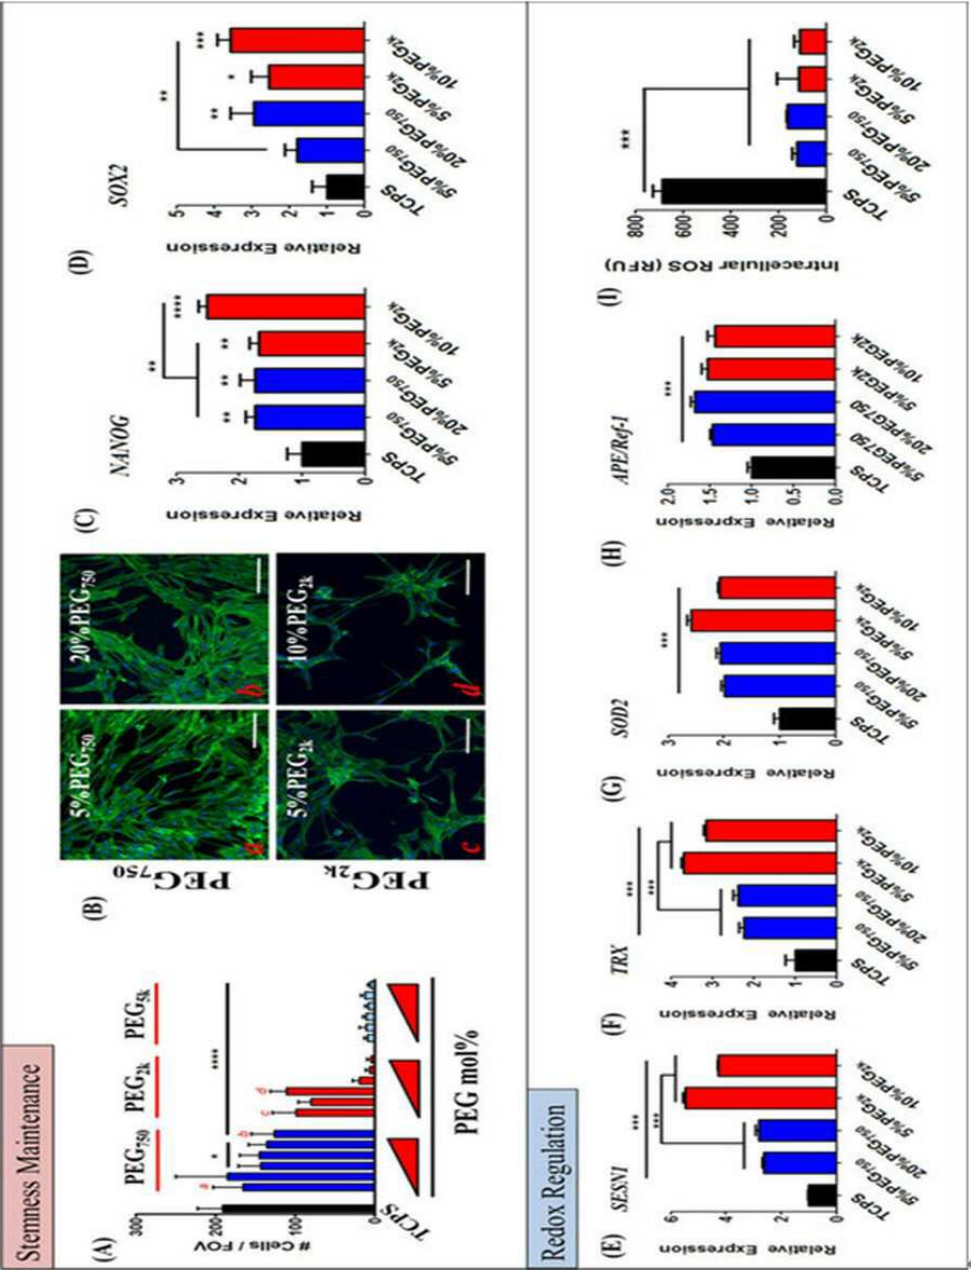 Stemness Maintenance
(A)
# Cells / FOV
300
200
100
0
PEG750
PEG2k
PEG5k
****
*
a
b
c
d
TCPS
PEG mol%
(B)
PEG750
PEG2k
5%PEG750
a
20%PEG750
b
5%PEG2k
c
10%PEG2k
d
(C)
NANOG
Relative Expression
3
2
1
0
**
**
**
**
****
TCPS
5%PEG750
20%PEG750
5%PEG2k
10%PEG2k
(D)
SOX2
Relative Expression
5
4
3
2
1
0
**
**
*
***
TCPS
5%PEG750
20%PEG750
5%PEG2k
10%PEG2k
Redox Regulation
(E)
SESN1
Relative Expression
6
4
2
0
***
***
TCPS
5%PEG750
20%PEG750
5%PEG2k
10%PEG2k
(F)
TRX
Relative Expression
4
3
2
1
0
***
***
TCPS
5%PEG750
20%PEG750
5%PEG2k
10%PEG2k
(G)
SOD2
Relative Expression
3
2
1
0
***
TCPS
5%PEG750
20%PEG750
5%PEG2k
10%PEG2k
(H)
APE/Ref-1
Relative Expression
2.0
1.5
1.0
0.5
0.0
***
TCPS
5%PEG750
20%PEG750
5%PEG2k
10%PEG2k
(I)
Intracellular ROS (RFU)
800
600
400
200
0
***
TCPS
5%PEG750
20%PEG750
5%PEG2k
10%PEG2k